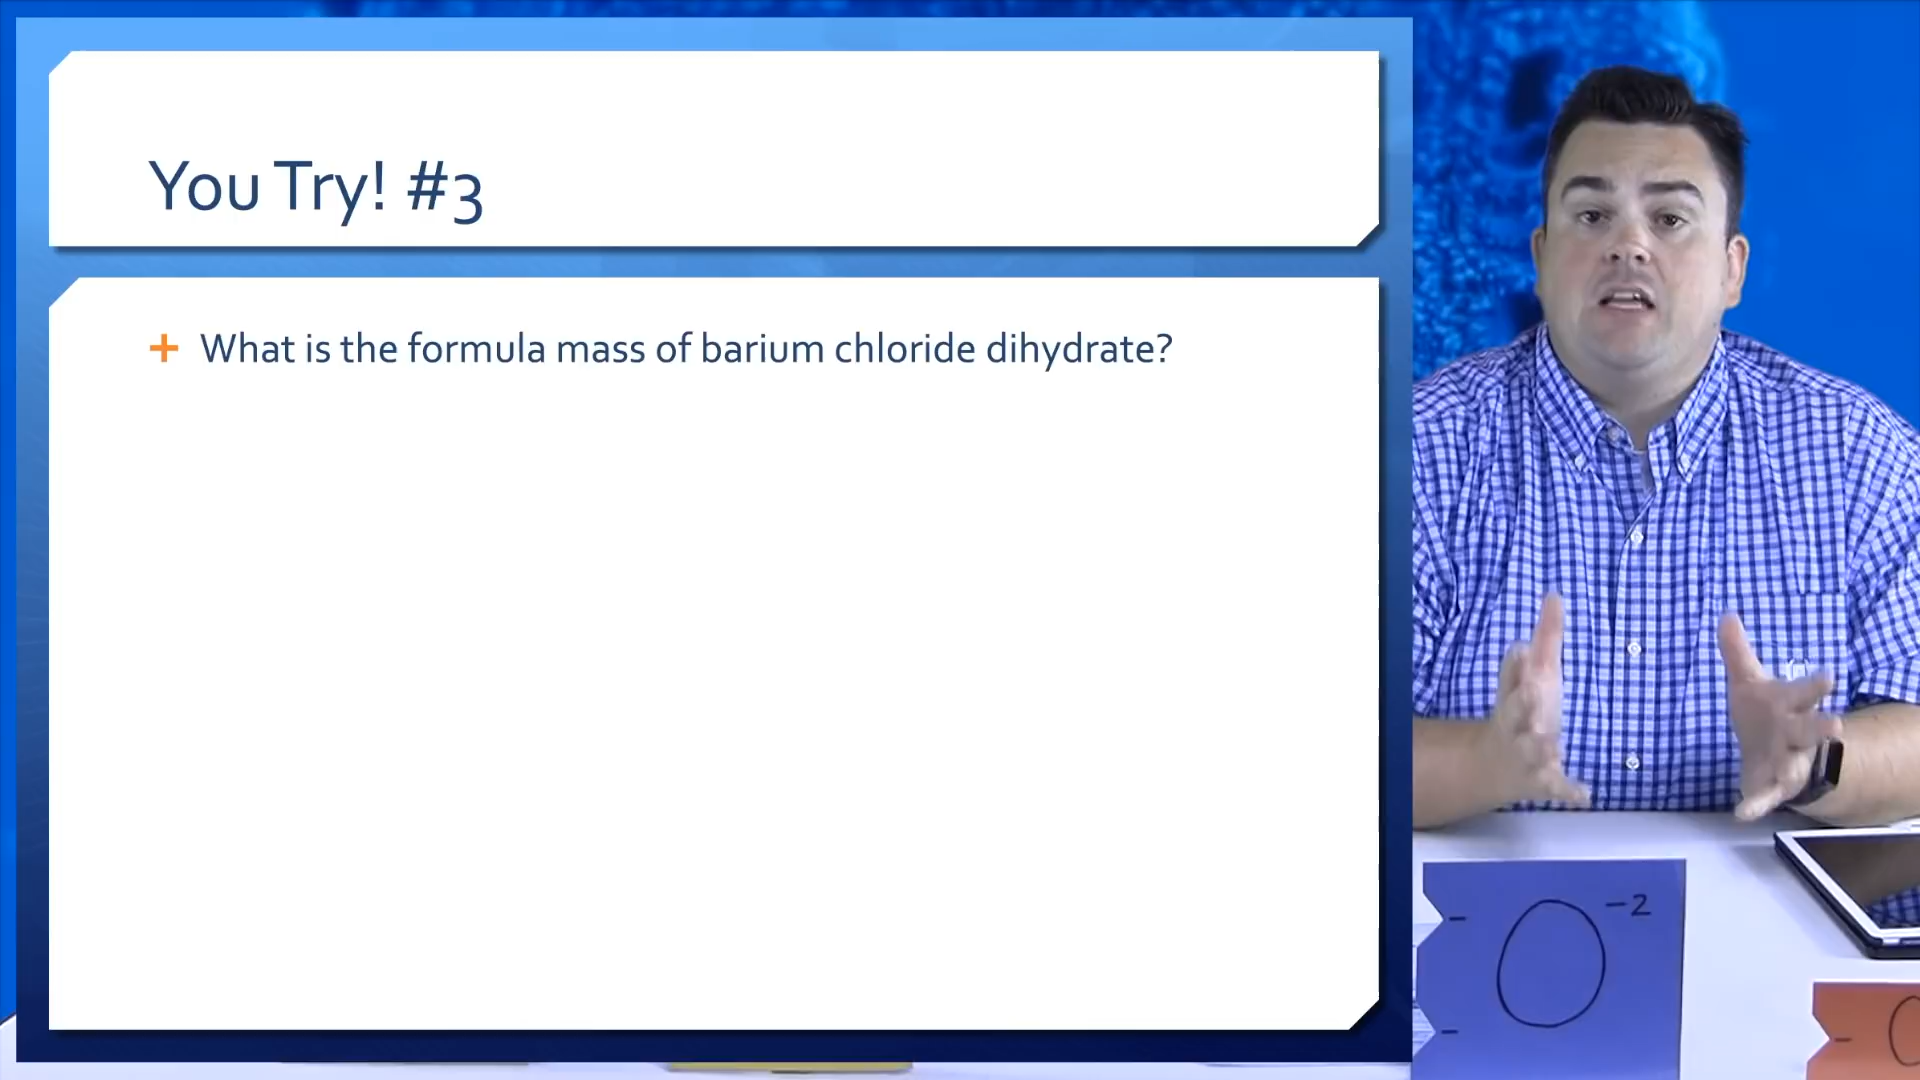 You Try! #3
+ What is the formula mass of barium chloride dihydrate?
- O -2
-
- O